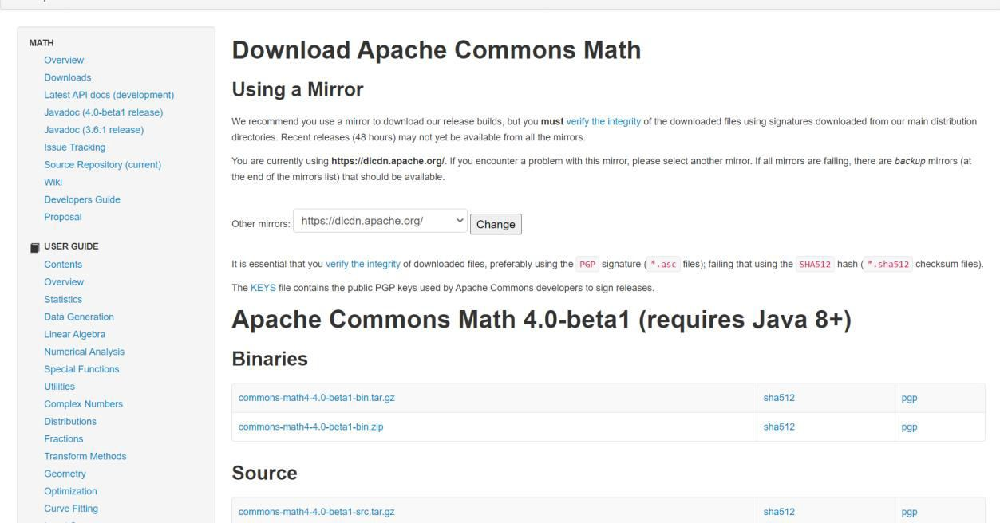 MATH
Overview
Downloads
Latest API docs (development)
Javadoc (4.0-beta1 release)
Javadoc (3.6.1 release)
Issue Tracking
Source Repository (current)
Wiki
Developers Guide
Proposal
USER GUIDE
Contents
Overview
Statistics
Data Generation
Linear Algebra
Numerical Analysis
Special Functions
Utilities
Complex Numbers
Distributions
Fractions
Transform Methods
Geometry
Optimization
Curve Fitting
Download Apache Commons Math
Using a Mirror
We recommend you use a mirror to download our release builds, but you must verify the integrity of the downloaded files using signatures downloaded from our main distribution
directories. Recent releases (48 hours) may not yet be available from all the mirrors.
You are currently using https://dlcdn.apache.org/. If you encounter a problem with this mirror, please select another mirror. If all mirrors are failing, there are backup mirrors (at
the end of the mirrors list) that should be available.
Other mirrors: https://dlcdn.apache.org/ Change
It is essential that you verify the integrity of downloaded files, preferably using the PGP signature ( *.asc files); failing that using the SHA512 hash ( *.sha512 checksum files).
The KEYS file contains the public PGP keys used by Apache Commons developers to sign releases.
Apache Commons Math 4.0-beta1 (requires Java 8+)
Binaries
commons-math4-4.0-beta1-bin.tar.gz sha512 pgp
commons-math4-4.0-beta1-bin.zip sha512 pgp
Source
commons-math4-4.0-beta1-src.tar.gz sha512 pgp